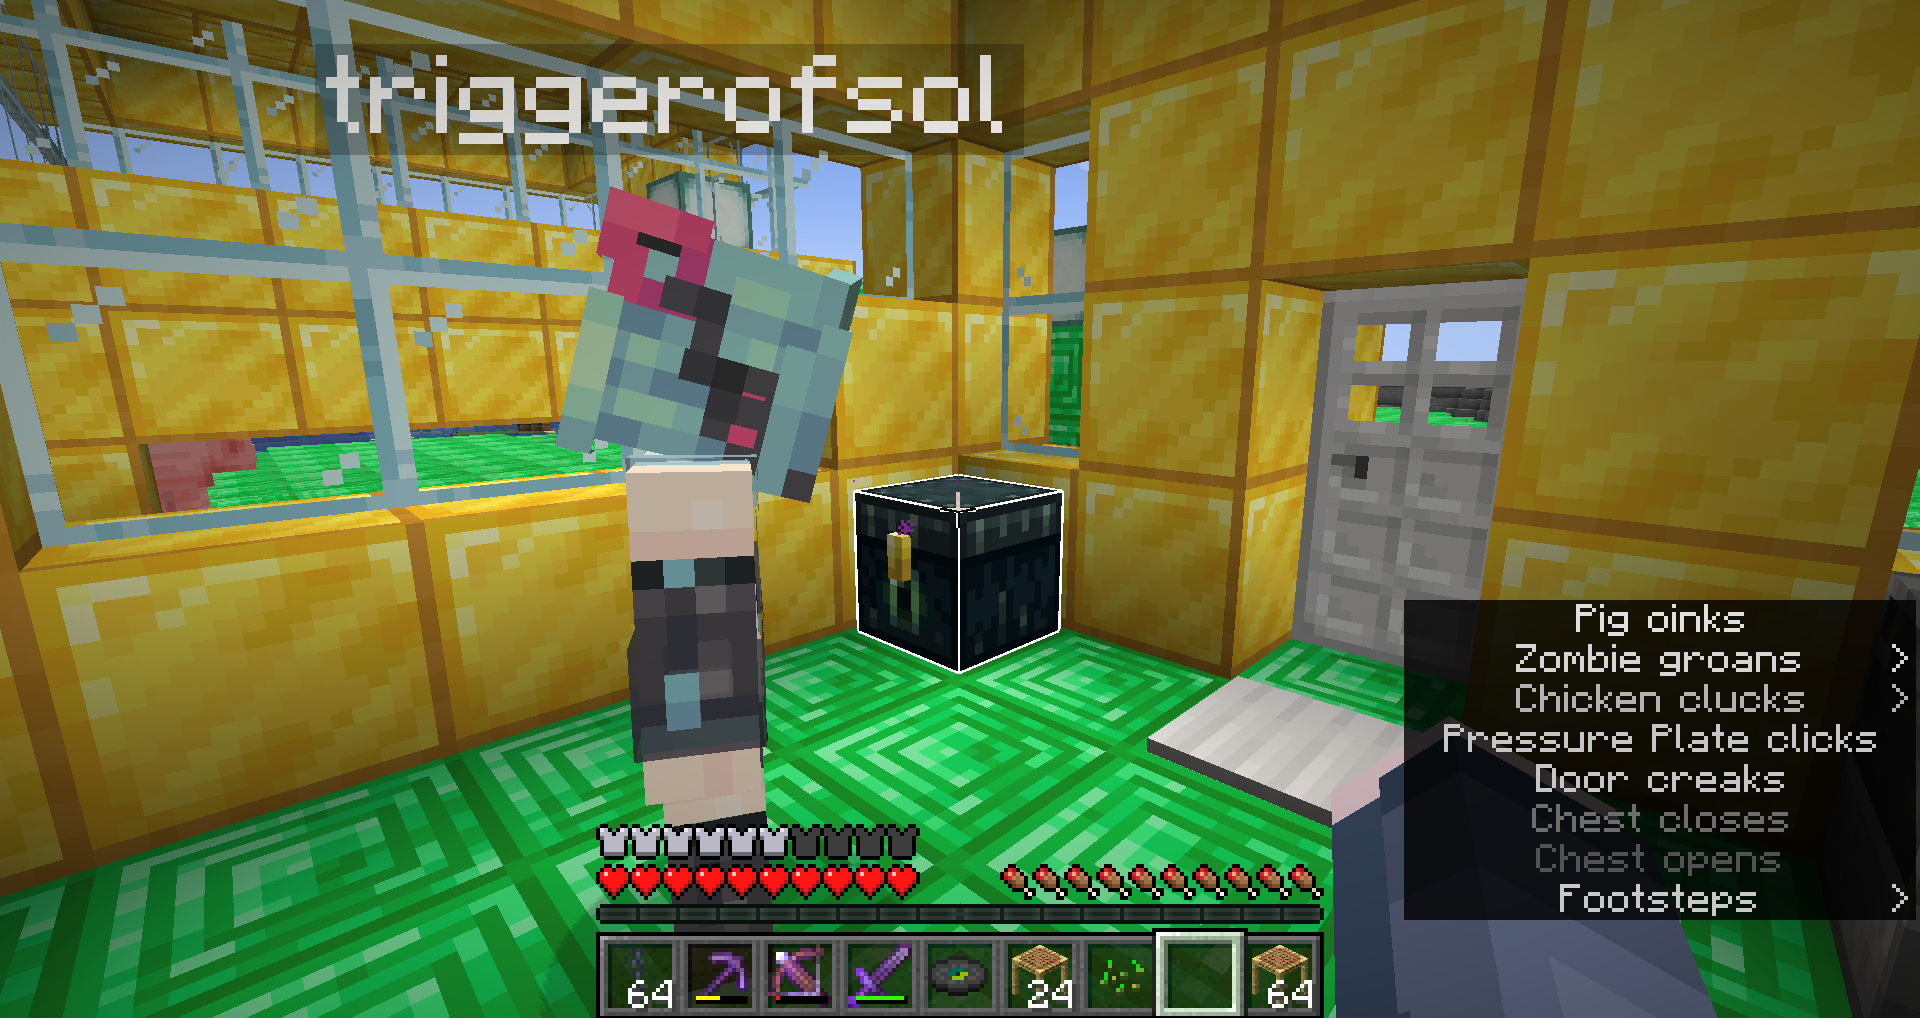 triggerofsol
Pig oinks
Zombie groans >
Chicken clucks >
Pressure Plate clicks
Door creaks
Chest closes
Chest opens
Footsteps >
64
24
64